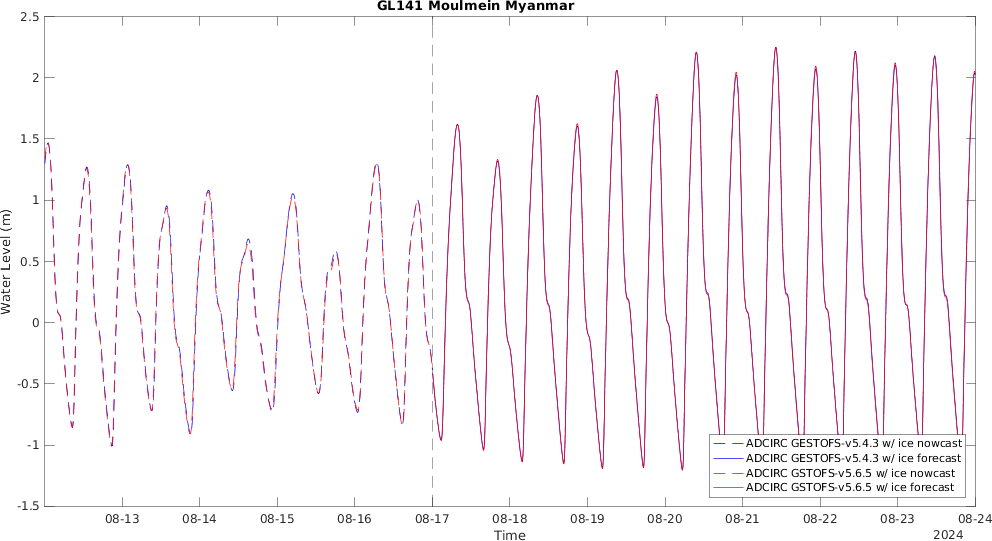 GL141 Moulmein Myanmar
2.5
2
1.5
1
0.5
0
-0.5
-1
-1.5
Water Level (m)
ADCIRC GESTOFS-v5.4.3 w/ ice nowcast
ADCIRC GESTOFS-v5.4.3 w/ ice forecast
ADCIRC GSTOFS-v5.6.5 w/ ice nowcast
ADCIRC GSTOFS-v5.6.5 w/ ice forecast
08-13 08-14 08-15 08-16 08-17 08-18 08-19 08-20 08-21 08-22 08-23 08-24
Time
2024